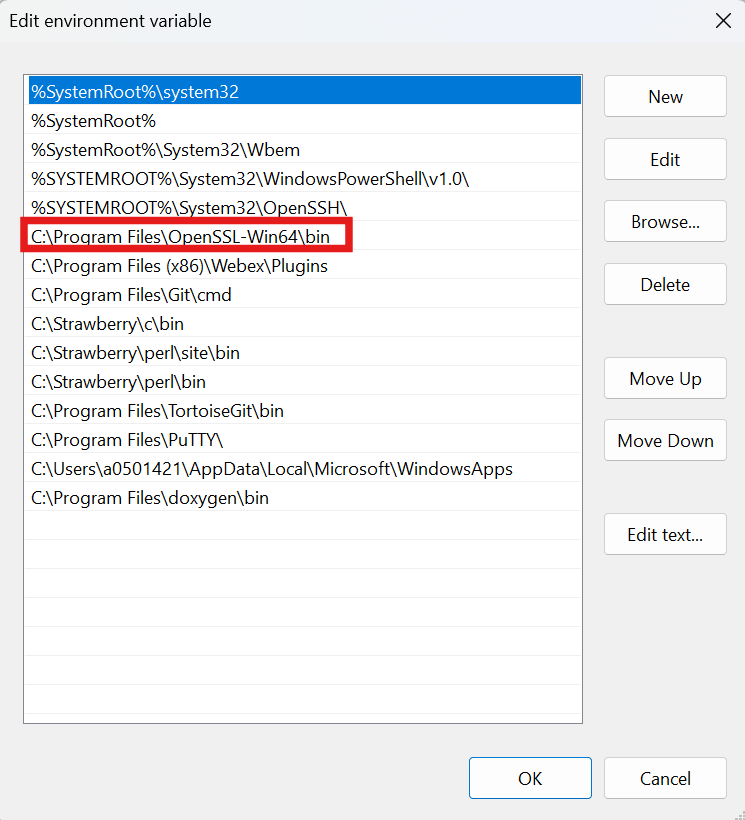 Edit environment variable
%SystemRoot%\system32
%SystemRoot%
%SystemRoot%\System32\Wbem
%SYSTEMROOT%\System32\WindowsPowerShell\v1.0\
%SYSTEMROOT%\System32\OpenSSH\
C:\Program Files\OpenSSL-Win64\bin
C:\Program Files (x86)\Webex\Plugins
C:\Program Files\Git\cmd
C:\Strawberry\c\bin
C:\Strawberry\perl\site\bin
C:\Strawberry\perl\bin
C:\Program Files\TortoiseGit\bin
C:\Program Files\PuTTY\
C:\Users\a0501421\AppData\Local\Microsoft\WindowsApps
C:\Program Files\doxygen\bin
New
Edit
Browse...
Delete
Move Up
Move Down
Edit text...
OK
Cancel